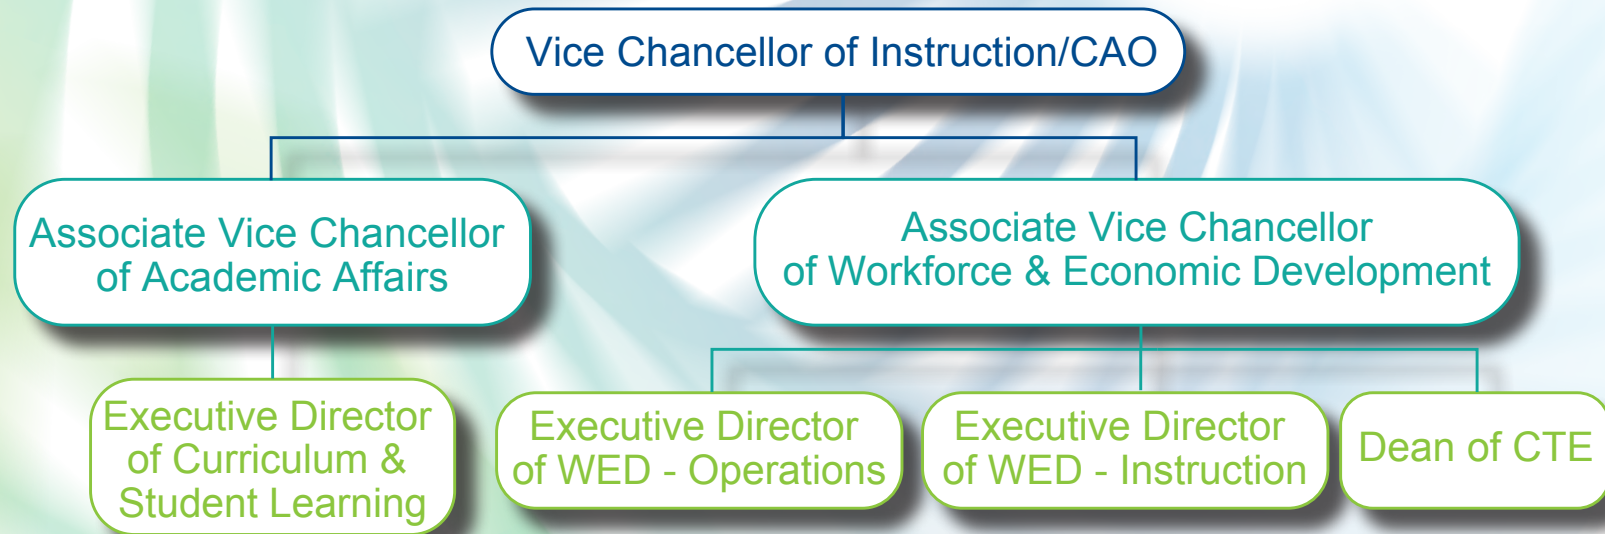 Vice Chancellor of Instruction/CAO
Associate Vice Chancellor
of Academic Affairs
Associate Vice Chancellor
of Workforce & Economic Development
Executive Director
of Curriculum &
Student Learning
Executive Director
of WED - Operations
Executive Director
of WED - Instruction
Dean of CTE